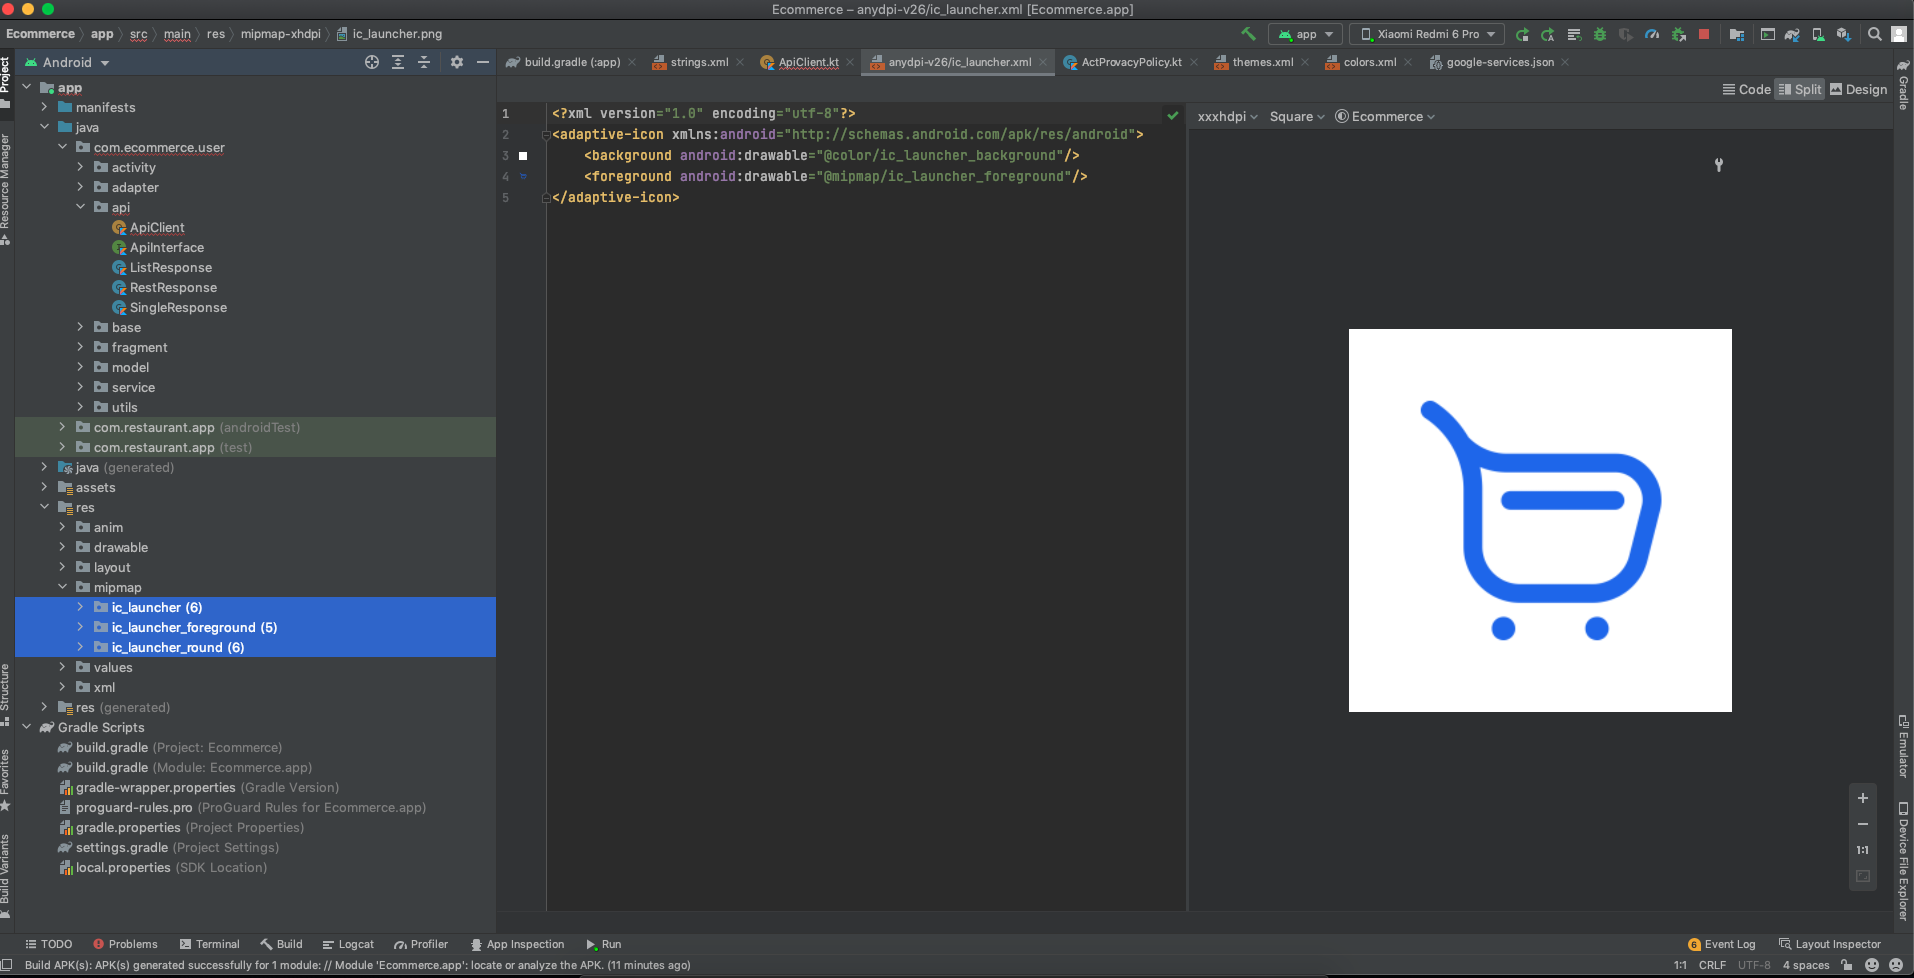 Ecommerce – anydpi-v26/ic_launcher.xml [Ecommerce.app]
Ecommerce app src main res mipmap-xhdpi ic_launcher.png
app Xiaomi Redmi 6 Pro
Android
build.gradle (:app) strings.xml ApiClient.kt anydpi-v26/ic_launcher.xml ActProvacyPolicy.kt themes.xml colors.xml google-services.json
Code Split Design
xxxhdpi Square Ecommerce
Project
Resource Manager
Structure
Favorites
Build Variants
app
manifests
java
com.ecommerce.user
activity
adapter
api
ApiClient
ApiInterface
ListResponse
RestResponse
SingleResponse
base
fragment
model
service
utils
com.restaurant.app (androidTest)
com.restaurant.app (test)
java (generated)
assets
res
anim
drawable
layout
mipmap
ic_launcher (6)
ic_launcher_foreground (5)
ic_launcher_round (6)
values
xml
res (generated)
Gradle Scripts
build.gradle (Project: Ecommerce)
build.gradle (Module: Ecommerce.app)
gradle-wrapper.properties (Gradle Version)
proguard-rules.pro (ProGuard Rules for Ecommerce.app)
gradle.properties (Project Properties)
settings.gradle (Project Settings)
local.properties (SDK Location)
1 <?xml version="1.0" encoding="utf-8"?>
2 <adaptive-icon xmlns:android="http://schemas.android.com/apk/res/android">
3 <background android:drawable="@color/ic_launcher_background"/>
4 <foreground android:drawable="@mipmap/ic_launcher_foreground"/>
5 </adaptive-icon>
1:1
Gradle
Emulator
Device File Explorer
TODO Problems Terminal Build Logcat Profiler App Inspection Run
6 Event Log Layout Inspector
Build APK(s): APK(s) generated successfully for 1 module: // Module 'Ecommerce.app': locate or analyze the APK. (11 minutes ago)
1:1 CRLF UTF-8 4 spaces